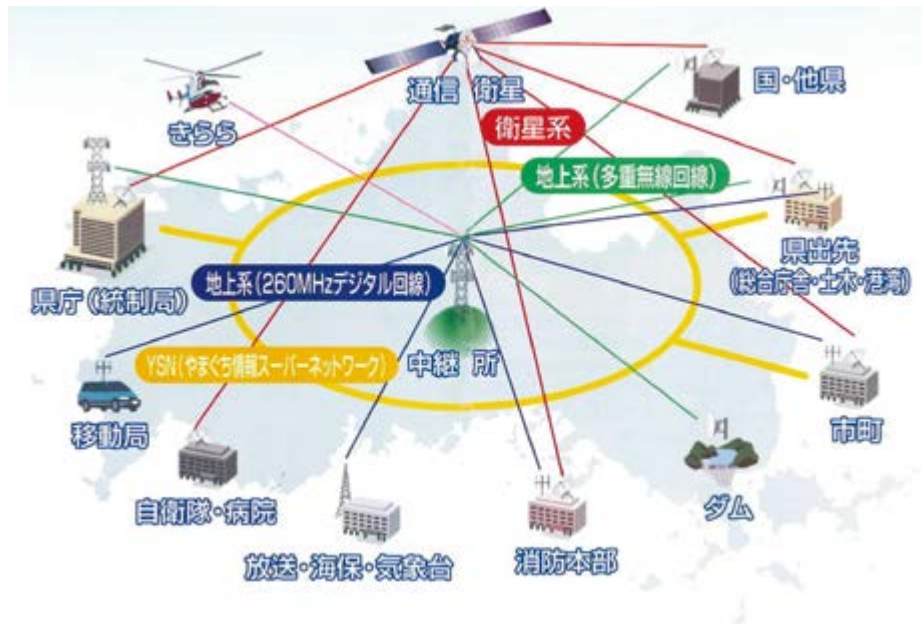 通信衛星
きらら
国・他県
衛星系
地上系(多重無線回線)
県庁(統制局)
地上系(260MHzデジタル回線)
県出先
(総合庁舎・土木・港湾)
YSN(やまぐち情報スーパーネットワーク)
中継所
移動局
市町
自衛隊・病院
ダム
放送・海保・気象台
消防本部